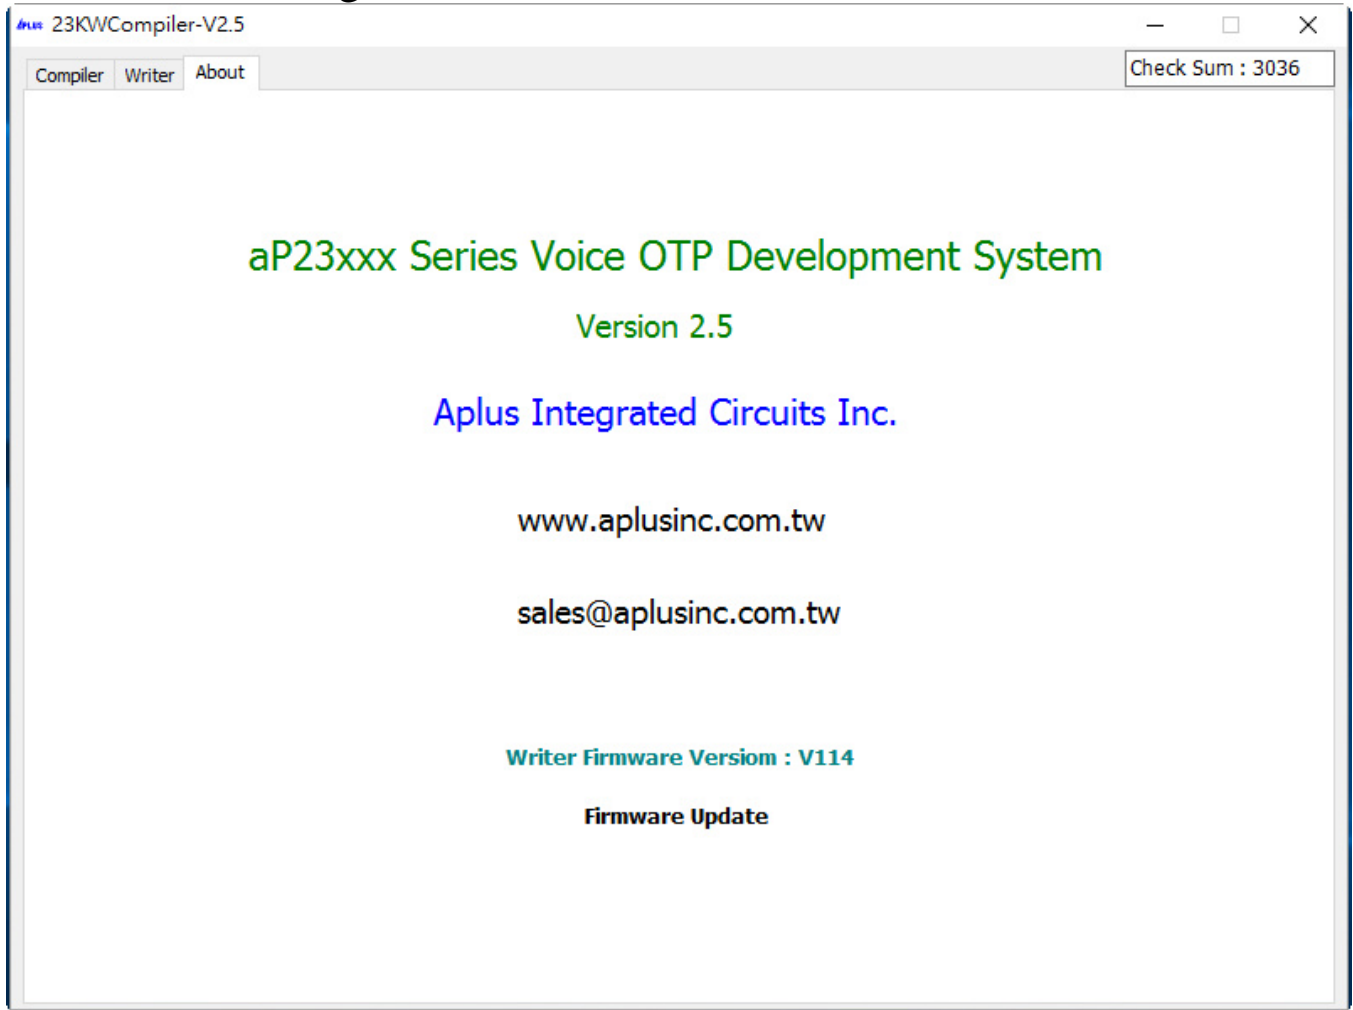 APLUS 23KWCompiler-V2.5
Compiler Writer About
Check Sum : 3036
aP23xxx Series Voice OTP Development System
Version 2.5
Aplus Integrated Circuits Inc.
www.aplusinc.com.tw
sales@aplusinc.com.tw
Writer Firmware Versiom : V114
Firmware Update